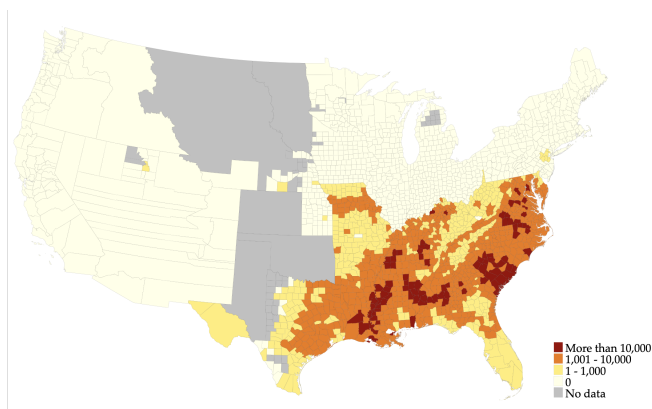 More than 10,000
1,001 - 10,000
1 - 1,000
0
No data